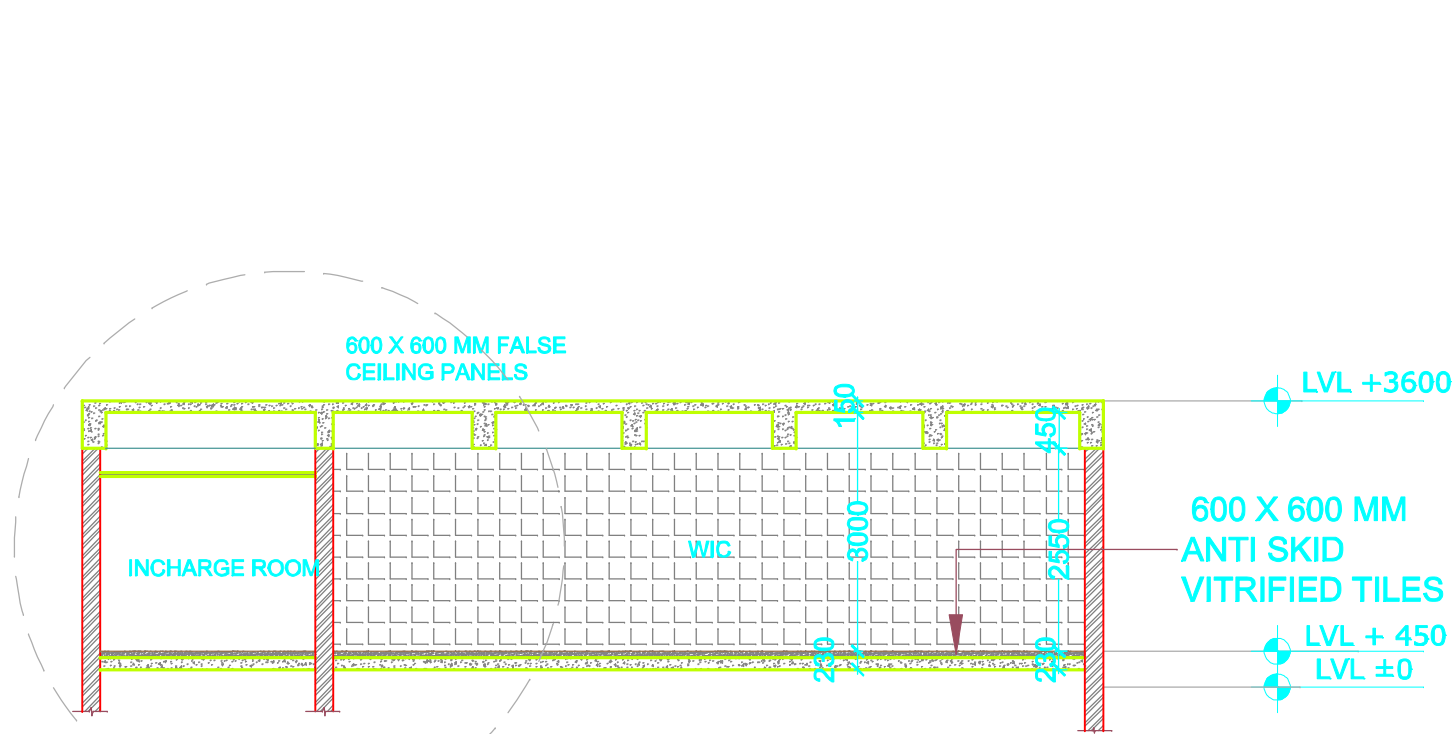 600 X 600 MM FALSE
CEILING PANELS
LVL +3600
150
450
600 X 600 MM
ANTI SKID
VITRIFIED TILES
3000
2550
WIC
INCHARGE ROOM
230
230
LVL + 450
LVL ±0